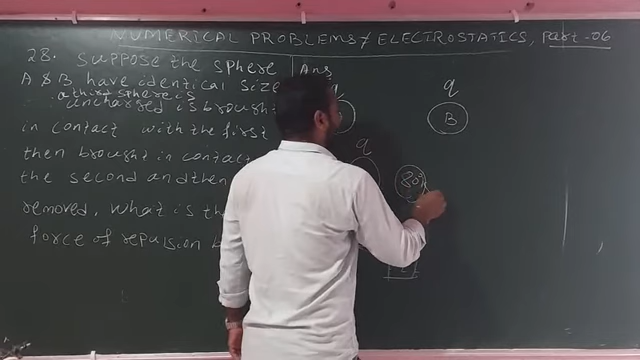 NUMERICAL PROBLEMS / ELECTROSTATICS, Part-06
28. Suppose the sphere
A & B have identical size
a third sphere is
uncharged is brought
in contact with the first
then brought in contact
the second and then
removed, What is the
force of repulsion
Ans
q
B
q